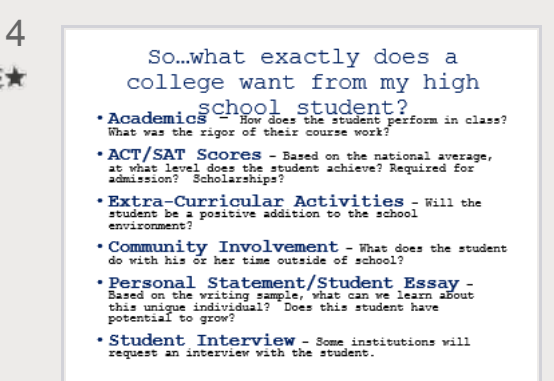 4
So…what exactly does a
college want from my high
school student?
• Academics – How does the student perform in class?
What was the rigor of their course work?
• ACT/SAT Scores – Based on the national average,
at what level does the student achieve? Required for
admission? Scholarships?
• Extra-Curricular Activities – Will the
student be a positive addition to the school
environment?
• Community Involvement – What does the student
do with his or her time outside of school?
• Personal Statement/Student Essay –
Based on the writing sample, what can we learn about
this unique individual? Does this student have
potential to grow?
• Student Interview – Some institutions will
request an interview with the student.